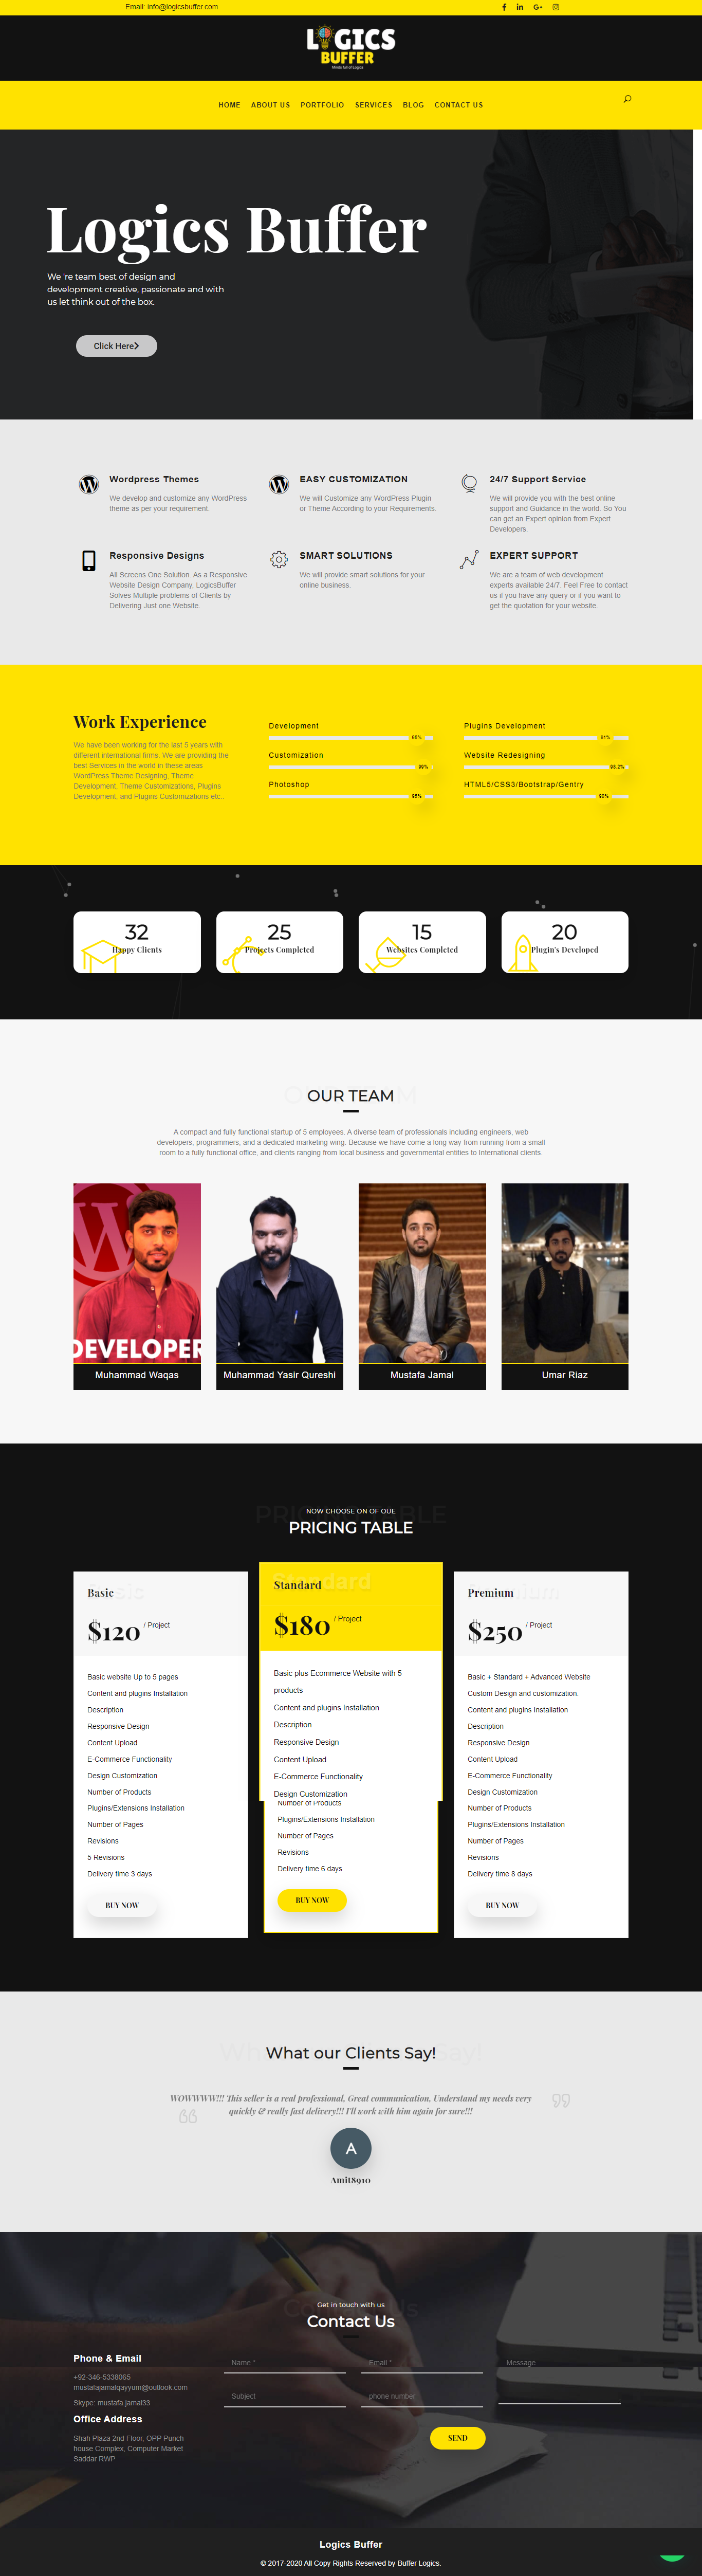 Email: info@logicsbuffer.com
LOGICS
BUFFER
Minds full of Logics
HOME ABOUT US PORTFOLIO SERVICES BLOG CONTACT US
Logics Buffer
We 're team best of design and
development creative, passionate and with
us let think out of the box.
Click Here
Wordpress Themes
We develop and customize any WordPress
theme as per your requirement.
EASY CUSTOMIZATION
We will Customize any WordPress Plugin
or Theme According to your Requirements.
24/7 Support Service
We will provide you with the best online
support and Guidance in the world. So You
can get an Expert opinion from Expert
Developers.
Responsive Designs
All Screens One Solution. As a Responsive
Website Design Company, LogicsBuffer
Solves Multiple problems of Clients by
Delivering Just one Website.
SMART SOLUTIONS
We will provide smart solutions for your
online business.
EXPERT SUPPORT
We are a team of web development
experts available 24/7. Feel Free to contact
us if you have any query or if you want to
get the quotation for your website.
Work Experience
We have been working for the last 5 years with
different international firms. We are providing the
best Services in the world in these areas
WordPress Theme Designing, Theme
Development, Theme Customizations, Plugins
Development, and Plugins Customizations etc..
Development
95%
Customization
99%
Photoshop
95%
Plugins Development
91%
Website Redesigning
98.2%
HTML5/CSS3/Bootstrap/Gentry
90%
32
Happy Clients
25
Projects Completed
15
Websites Completed
20
Plugin's Developed
OUR TEAM
A compact and fully functional startup of 5 employees. A diverse team of professionals including engineers, web
developers, programmers, and a dedicated marketing wing. Because we have come a long way from running from a small
room to a fully functional office, and clients ranging from local business and governmental entities to International clients.
DEVELOPER
Muhammad Waqas
Muhammad Yasir Qureshi
Mustafa Jamal
Umar Riaz
PRICING TABLE
NOW CHOOSE ON OF OUE
PRICING TABLE
Basic
$120 / Project
Basic website Up to 5 pages
Content and plugins Installation
Description
Responsive Design
Content Upload
E-Commerce Functionality
Design Customization
Number of Products
Plugins/Extensions Installation
Number of Pages
Revisions
5 Revisions
Delivery time 3 days
BUY NOW
Standard
Standard
$180 / Project
Basic plus Ecommerce Website with 5
products
Content and plugins Installation
Description
Responsive Design
Content Upload
E-Commerce Functionality
Design Customization
Number of Products
Plugins/Extensions Installation
Number of Pages
Revisions
Delivery time 6 days
BUY NOW
Premium
$250 / Project
Basic + Standard + Advanced Website
Custom Design and customization.
Content and plugins Installation
Description
Responsive Design
Content Upload
E-Commerce Functionality
Design Customization
Number of Products
Plugins/Extensions Installation
Number of Pages
Revisions
Delivery time 8 days
BUY NOW
What our Clients Say!
WOWWWW!!! This seller is a real professional, Great communication, Understand my needs very
quickly & really fast delivery!!! I'll work with him again for sure!!!
A
Amit8910
Get in touch with us
Contact Us
Phone & Email
+92-346-5338065
mustafajamalqayyum@outlook.com
Skype: mustafa.jamal33
Office Address
Shah Plaza 2nd Floor, OPP Punch
house Complex, Computer Market
Saddar RWP
Name *
Email *
Message
Subject
phone number
SEND
Logics Buffer
© 2017-2020 All Copy Rights Reserved by Buffer Logics.